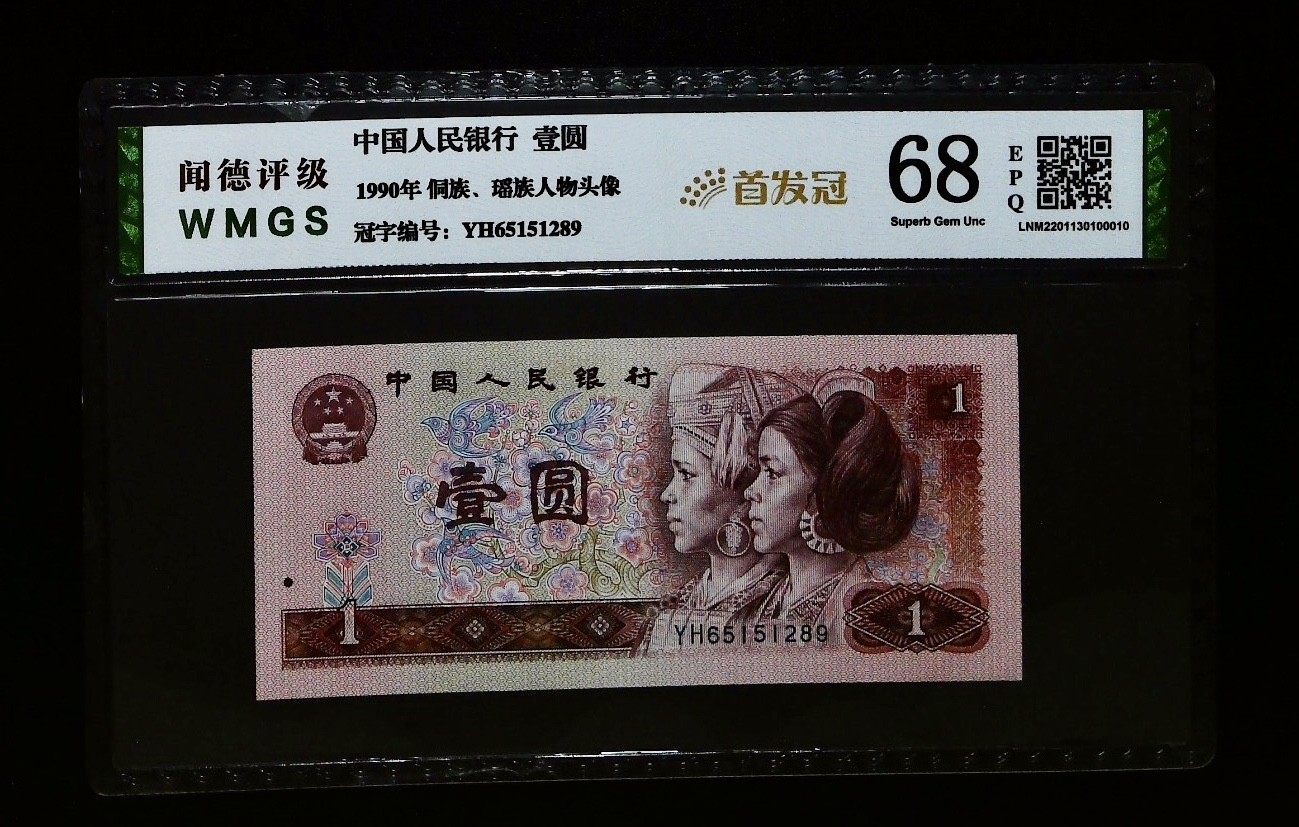 闻德评级
WMGS
中国人民银行 壹圆
1990年 侗族、瑶族人物头像
冠字编号：YH65151289
首发冠
68
Superb Gem Unc
EPQ
LNM2201130100010
中国人民银行
壹圆
1
1
YH65151289
1